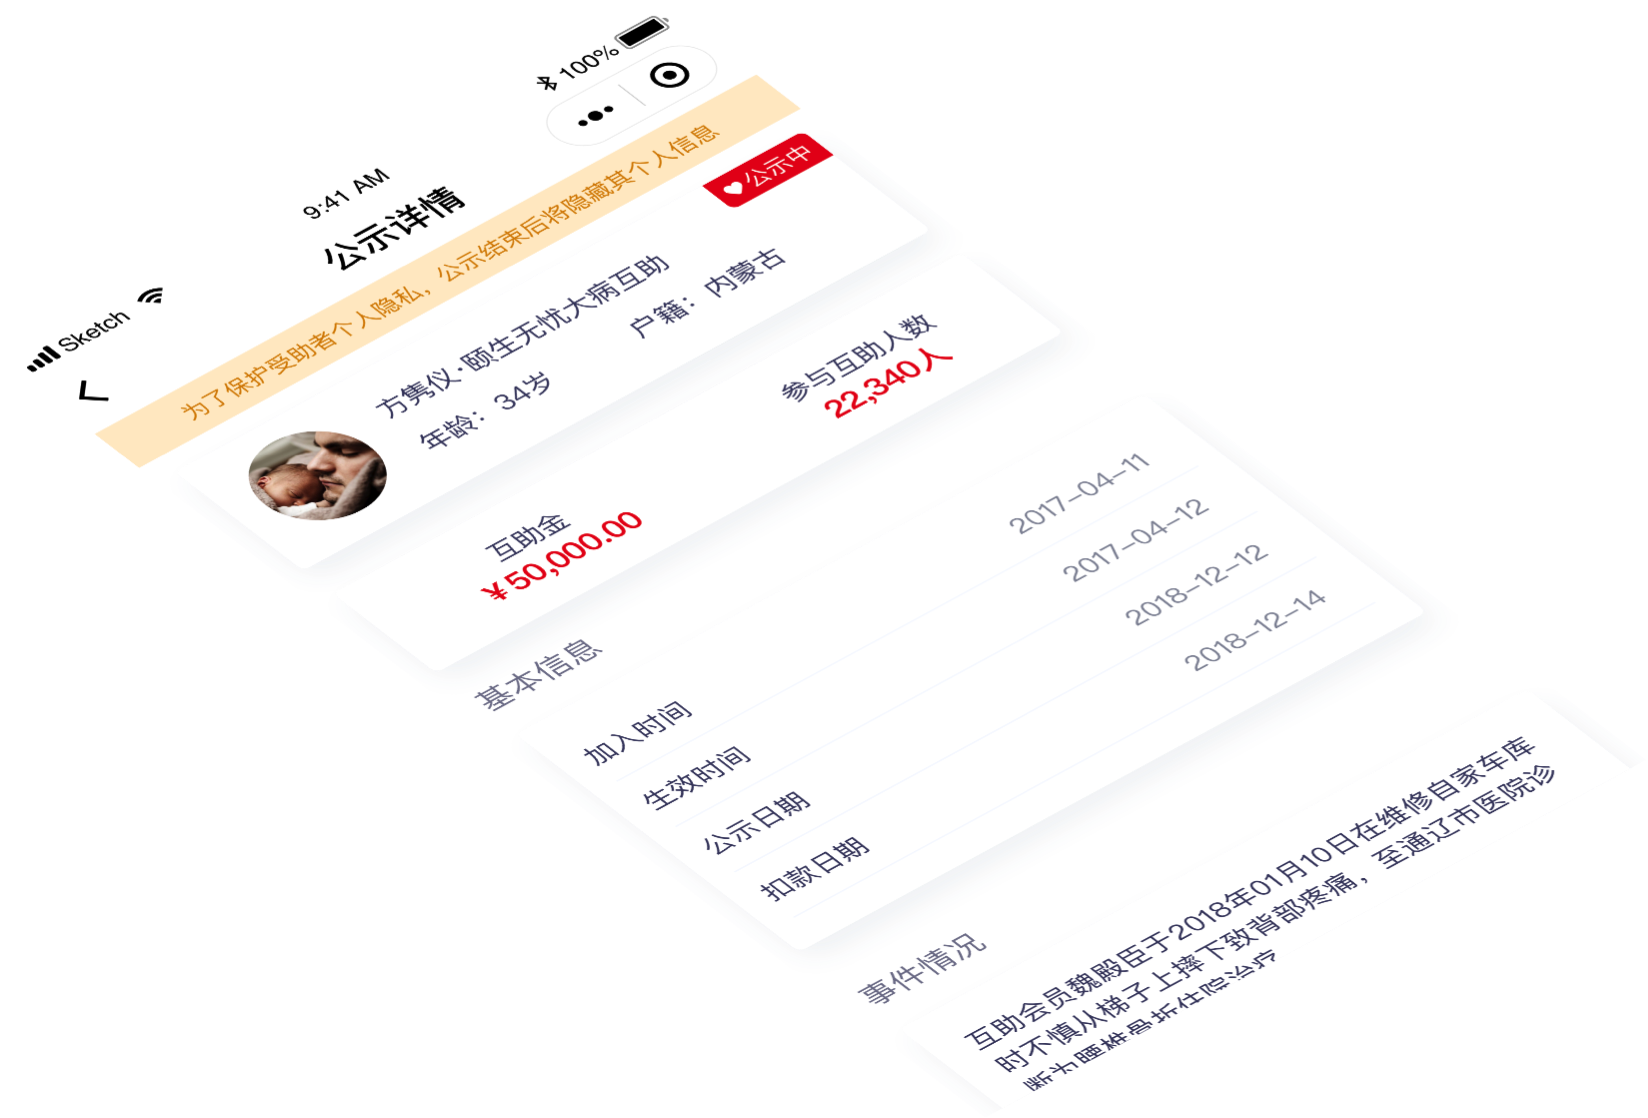 Sketch
9:41 AM
100%
公示详情
为了保护受助者个人隐私，公示结束后将隐藏其个人信息
公示中
方隽仪·颐生无忧大病互助
年龄：34岁
户籍：内蒙古
互助金
¥50,000.00
参与互助人数
22,340人
基本信息
加入时间 2017-04-11
生效时间 2017-04-12
公示日期 2018-12-12
扣款日期 2018-12-14
事件情况
互助会员魏殿臣于2018年01月10日在维修自家车库
时不慎从梯子上摔下致背部疼痛，至通辽市医院诊
断为腰椎骨折住院治疗